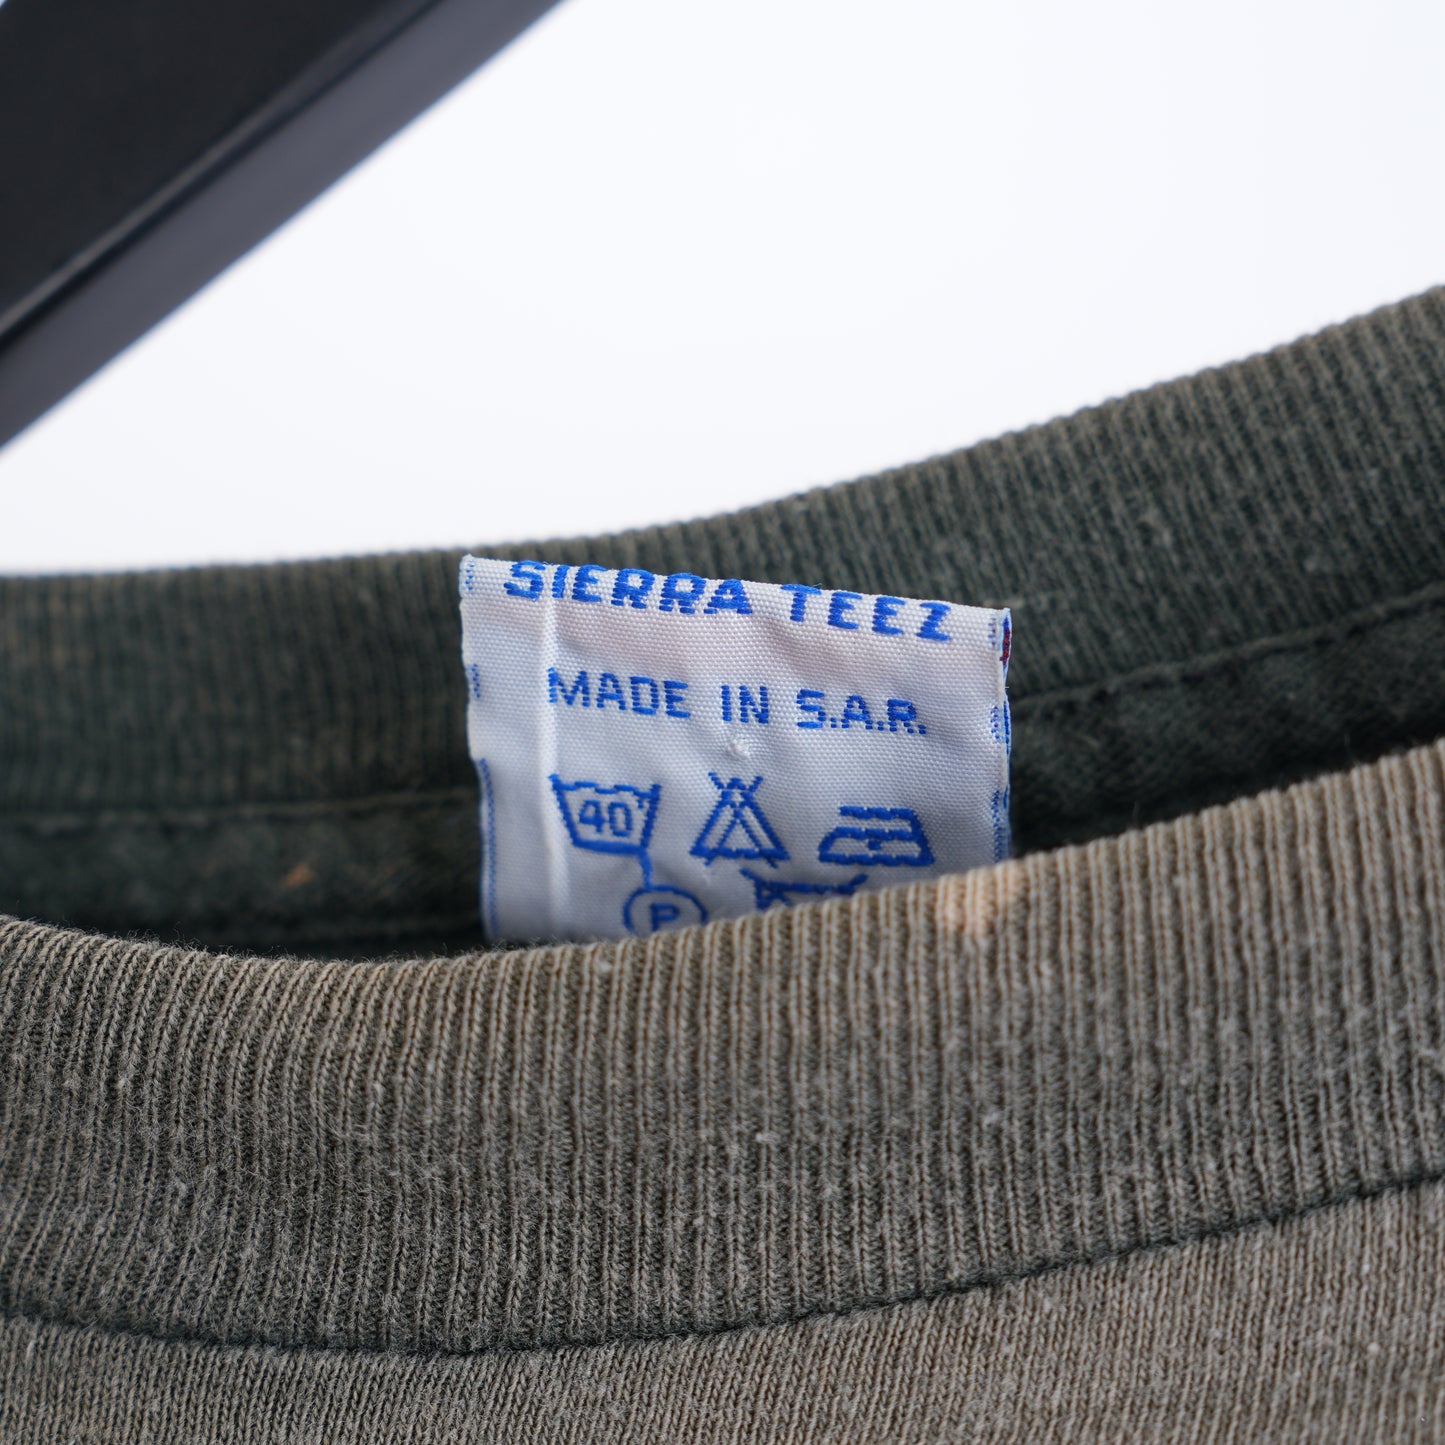 SIERRA TEEZ
MADE IN S.A.R.
40°
P